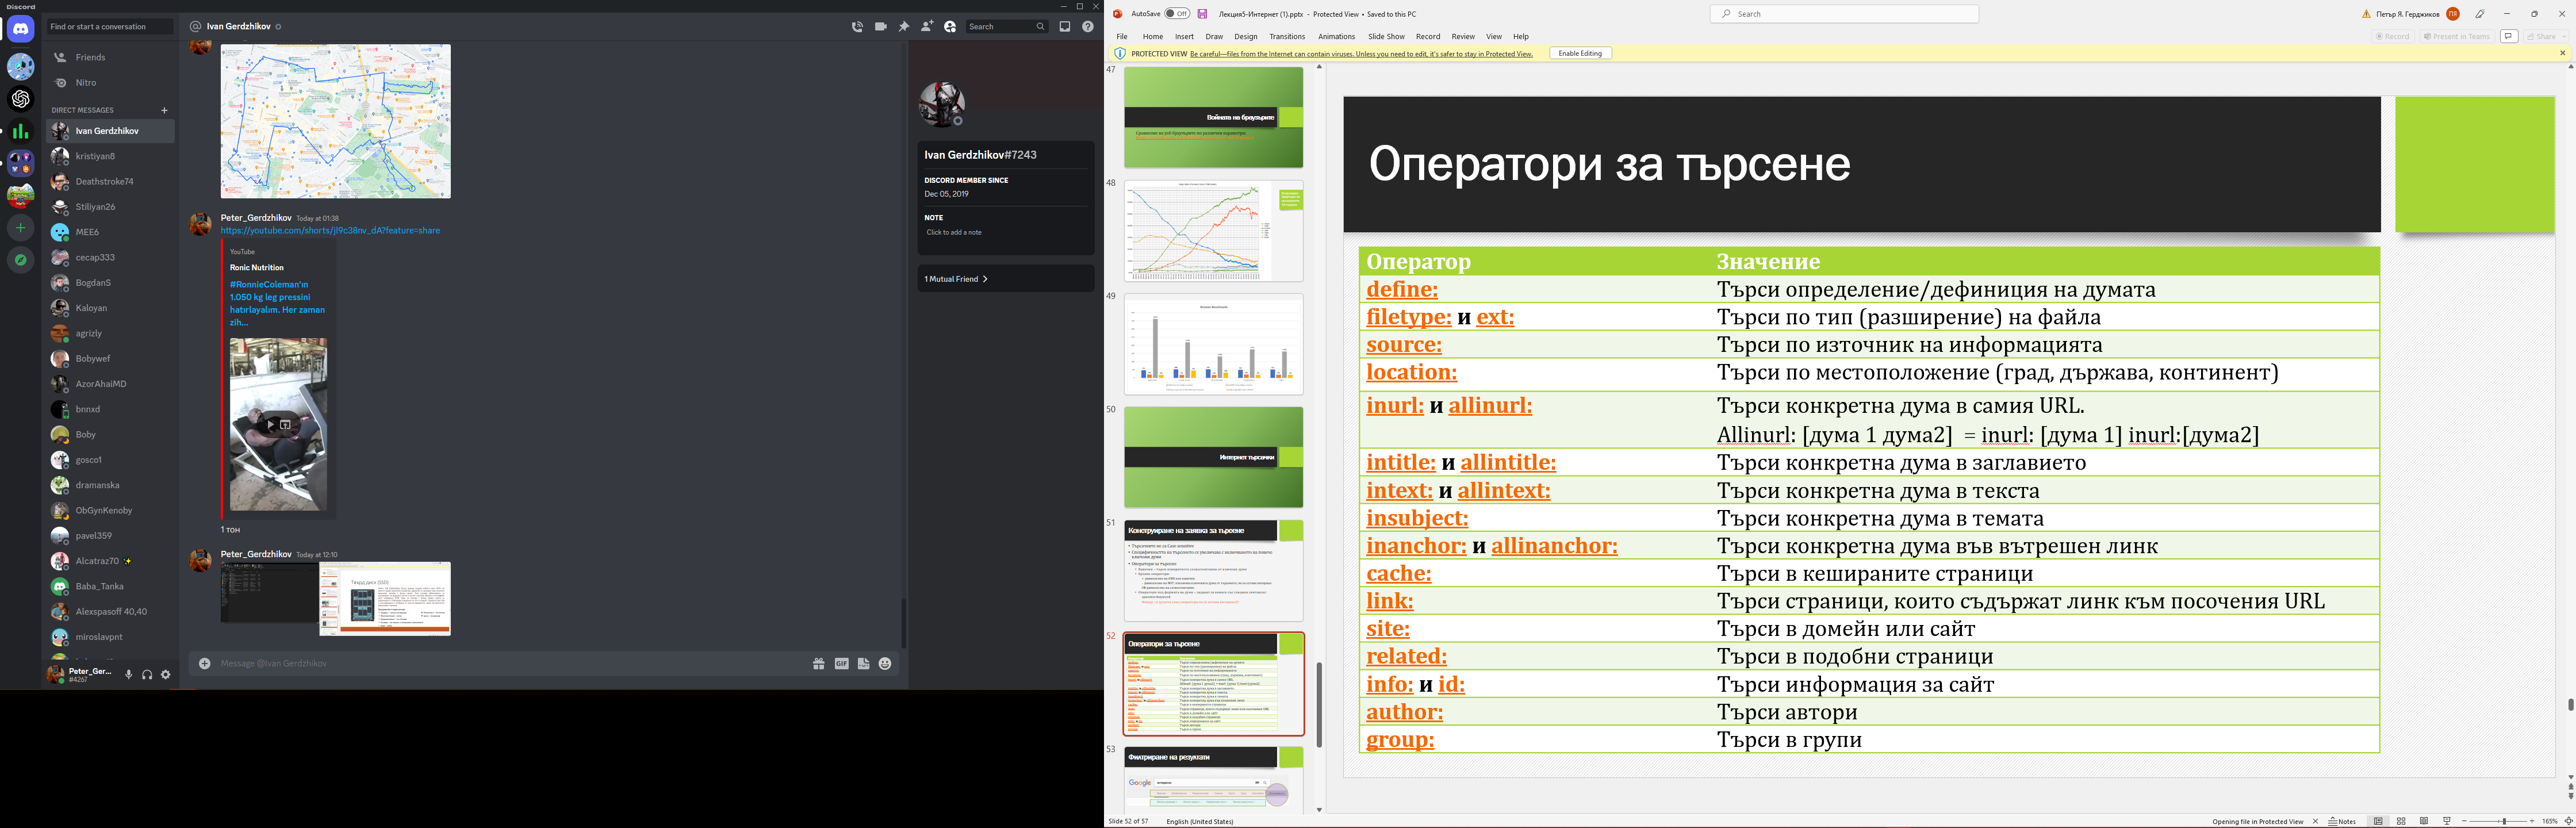 Discord
Find or start a conversation
Friends
Nitro
DIRECT MESSAGES
Ivan Gerdzhikov
kristiyan8
Deathstroke74
Stiliyan26
MEE6
cecap333
BogdanS
Kaloyan
agrizly
Bobywef
AzorAhaiMD
bnnxd
Boby
gosco1
dramanska
ObGynKenoby
pavel359
Alcatraz70
Baba_Tanka
Alexspasoff 40,40
miroslavpnt
Peter_Ger...
#4267
Ivan Gerdzhikov
Search
Peter_Gerdzhikov Today at 01:38
https://youtube.com/shorts/jI9c38nv_dA?feature=share
YouTube
Ronic Nutrition
#RonnieColeman'ın
1.050 kg leg pressini
hatırlayalım. Her zaman
zih...
1 тон
Peter_Gerdzhikov Today at 12:10
Твърд диск (SSD)
Message @Ivan Gerdzhikov
GIF
Ivan Gerdzhikov#7243
DISCORD MEMBER SINCE
Dec 05, 2019
NOTE
Click to add a note
1 Mutual Friend
AutoSave Off
Лекция5-Интернет (1).pptx - Protected View • Saved to this PC
Search
Петър Я. Герджиков ПЯ
File Home Insert Draw Design Transitions Animations Slide Show Record Review View Help
Record Present in Teams Share
PROTECTED VIEW Be careful—files from the Internet can contain viruses. Unless you need to edit, it's safer to stay in Protected View. Enable Editing
47
Войната на браузърите
48
49
50
Интернет търсачки
51
Конструиране на заявка за търсене
52
Оператори за търсене
53
Филтриране на резултати
Google
Оператори за търсене
Оператор Значение
define: Търси определение/дефиниция на думата
filetype: и ext: Търси по тип (разширение) на файла
source: Търси по източник на информацията
location: Търси по местоположение (град, държава, континент)
inurl: и allinurl: Търси конкретна дума в самия URL.
Allinurl: [дума 1 дума2] = inurl: [дума 1] inurl:[дума2]
intitle: и allintitle: Търси конкретна дума в заглавието
intext: и allintext: Търси конкретна дума в текста
insubject: Търси конкретна дума в темата
inanchor: и allinanchor: Търси конкретна дума във вътрешен линк
cache: Търси в кешираните страници
link: Търси страници, които съдържат линк към посочения URL
site: Търси в домейн или сайт
related: Търси в подобни страници
info: и id: Търси информация за сайт
author: Търси автори
group: Търси в групи
Slide 52 of 57 English (United States)
Opening file in Protected View Notes 165%